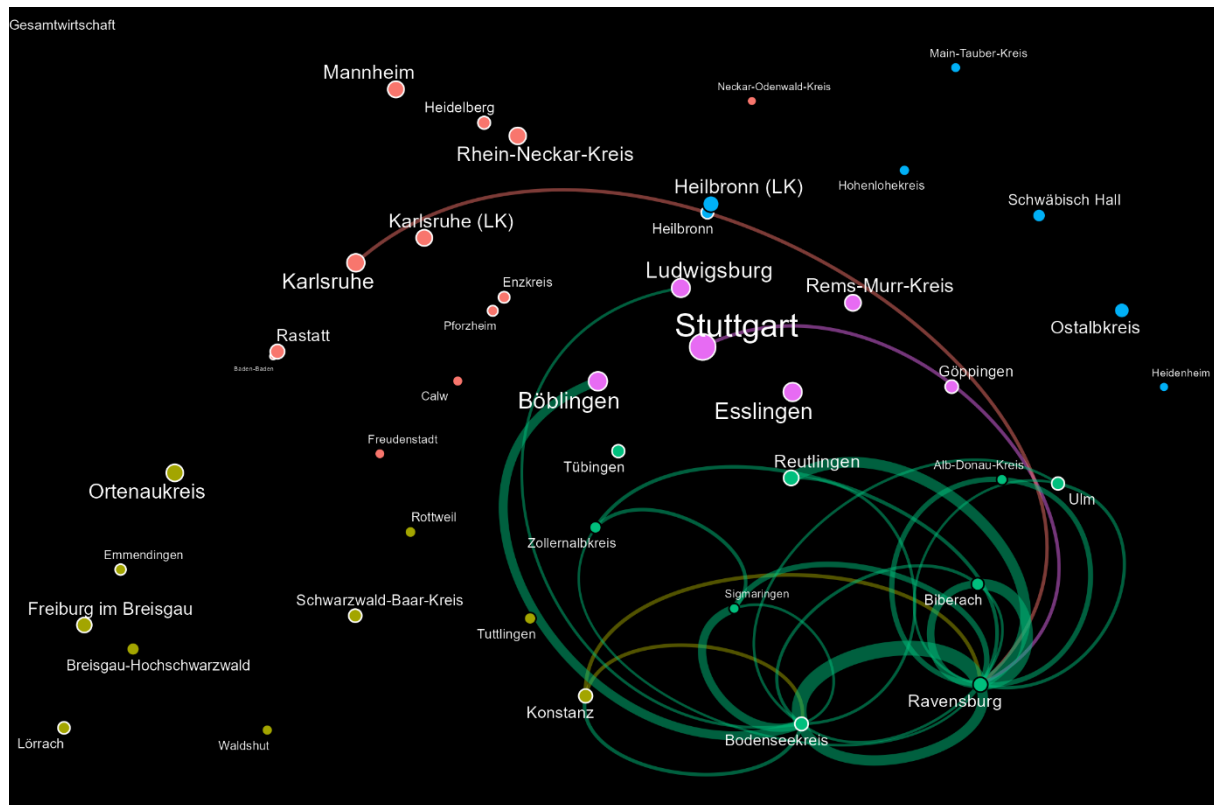 Gesamtwirtschaft
Main-Tauber-Kreis
Mannheim
Neckar-Odenwald-Kreis
Heidelberg
Rhein-Neckar-Kreis
Heilbronn (LK)
Hohenlohekreis
Schwäbisch Hall
Karlsruhe (LK)
Heilbronn
Ludwigsburg
Karlsruhe
Enzkreis
Rems-Murr-Kreis
Pforzheim
Stuttgart
Ostalbkreis
Rastatt
Baden-Baden
Göppingen
Heidenheim
Calw
Böblingen
Esslingen
Freudenstadt
Tübingen
Reutlingen
Alb-Donau-Kreis
Ortenaukreis
Ulm
Rottweil
Zollernalbkreis
Emmendingen
Sigmaringen
Biberach
Schwarzwald-Baar-Kreis
Freiburg im Breisgau
Tuttlingen
Breisgau-Hochschwarzwald
Ravensburg
Konstanz
Bodenseekreis
Lörrach
Waldshut